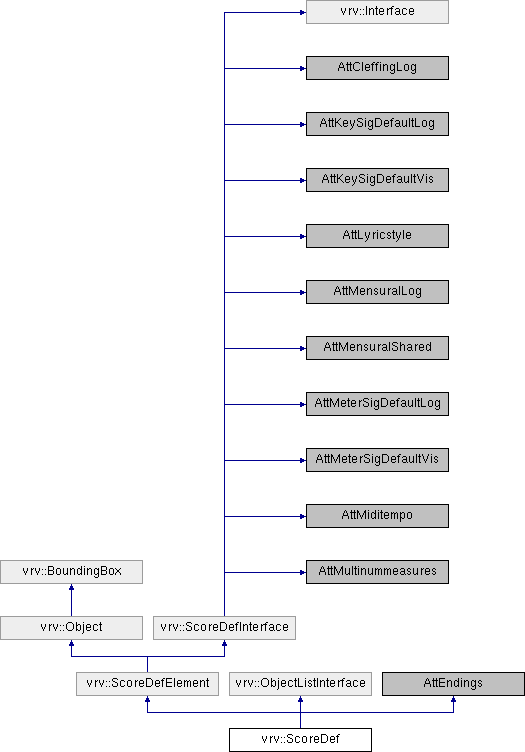 vrv::Interface
AttCleffingLog
AttKeySigDefaultLog
AttKeySigDefaultVis
AttLyricstyle
AttMensuralLog
AttMensuralShared
AttMeterSigDefaultLog
AttMeterSigDefaultVis
AttMiditempo
vrv::BoundingBox
AttMultinummeasures
vrv::Object
vrv::ScoreDefInterface
vrv::ScoreDefElement
vrv::ObjectListInterface
AttEndings
vrv::ScoreDef